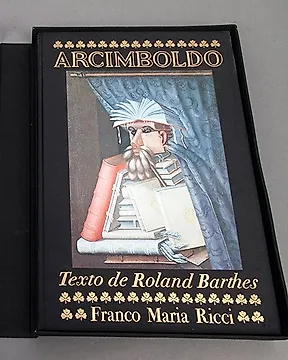 ARCIMBOLDO
Texto de Roland Barthes
Franco Maria Ricci